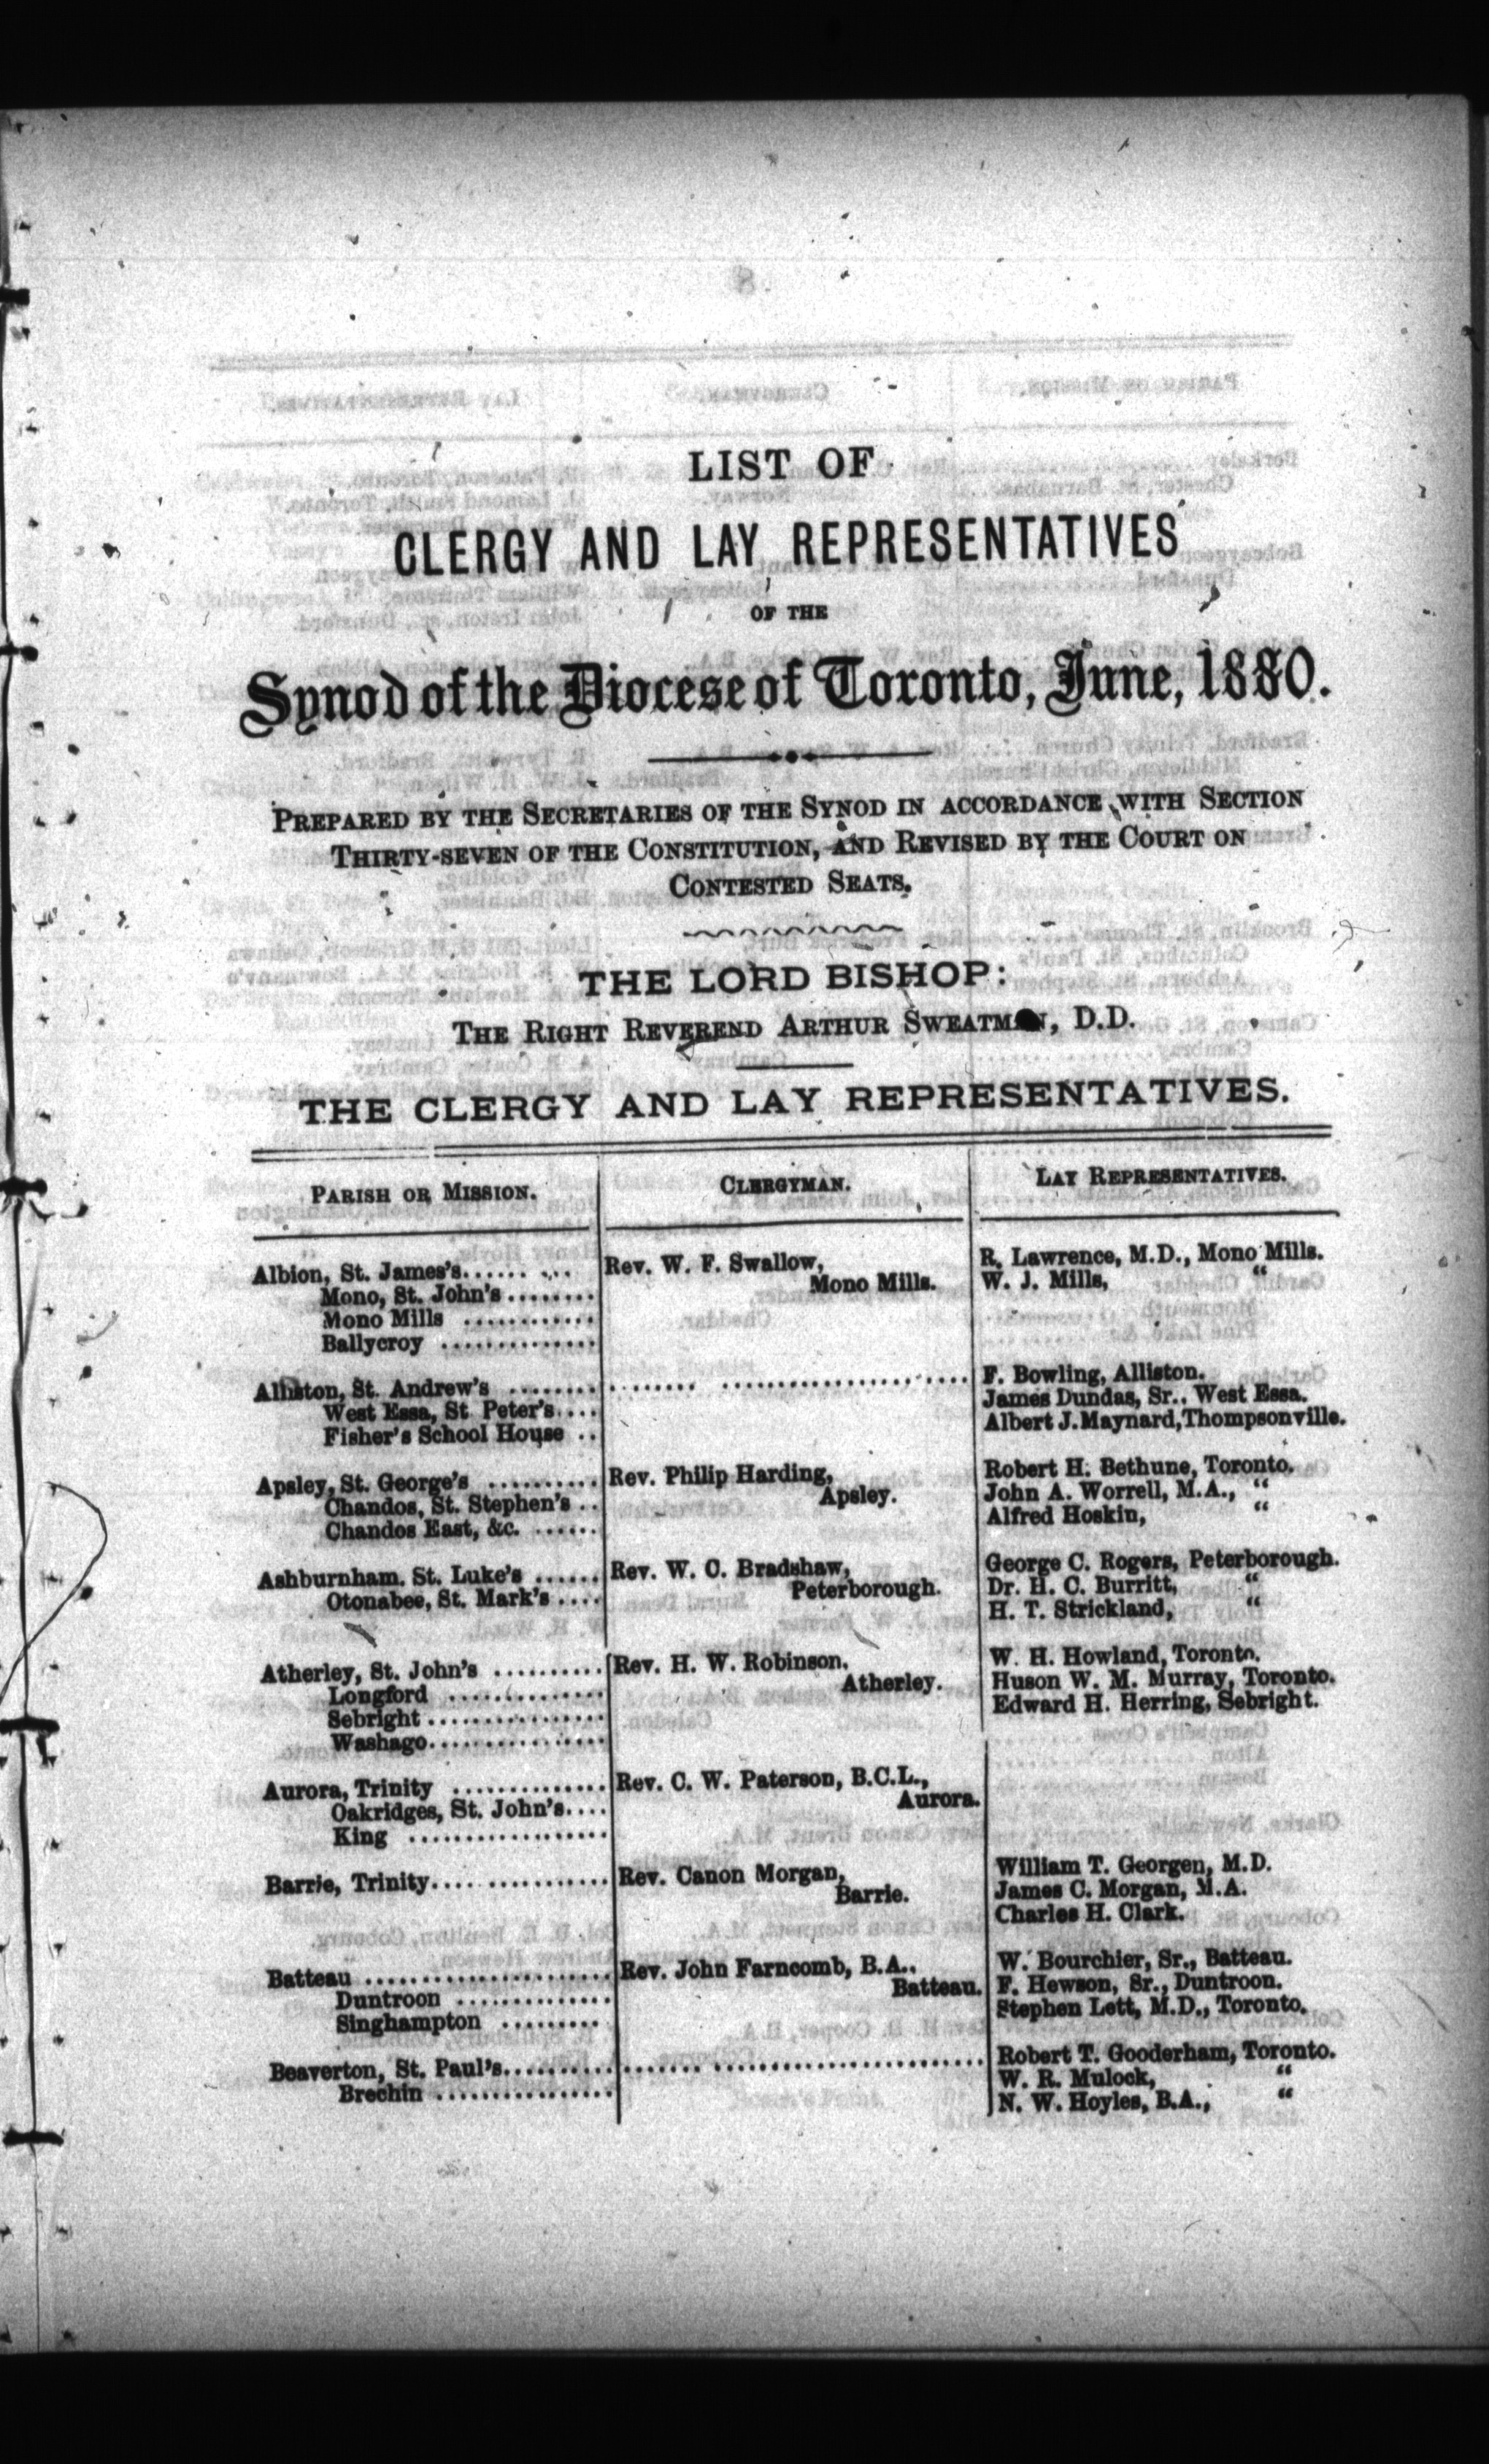 LIST OF
CLERGY AND LAY REPRESENTATIVES
OF THE
Synod of the Diocese of Toronto, June, 1880.
PREPARED BY THE SECRETARIES OF THE SYNOD IN ACCORDANCE WITH SECTION
THIRTY-SEVEN OF THE CONSTITUTION, AND REVISED BY THE COURT ON
CONTESTED SEATS.
THE LORD BISHOP:
THE RIGHT REVEREND ARTHUR SWEATMAN, D.D.
THE CLERGY AND LAY REPRESENTATIVES.
PARISH OR MISSION. CLERGYMAN. LAY REPRESENTATIVES.
Albion, St. James's...... ... Rev. W. F. Swallow, R. Lawrence, M.D., Mono Mills.
Mono, St. John's ........ Mono Mills. W. J. Mills, "
Mono Mills ............
Ballycroy ..............
Alliston, St. Andrew's ........ ........ ...................... F. Bowling, Alliston.
West Essa, St Peter's.... James Dundas, Sr.. West Essa.
Fisher's School House .. Albert J. Maynard, Thompsonville.
Apsley, St. George's .......... Rev. Philip Harding, Robert H. Bethune, Toronto.
Chandos, St. Stephen's .. Apsley. John A. Worrell, M.A., "
Chandos East, &c. ...... Alfred Hoskin, "
Ashburnham. St. Luke's ...... Rev. W. C. Bradshaw, George C. Rogers, Peterborough.
Otonabee, St. Mark's .... Peterborough. Dr. H. C. Burritt, "
H. T. Strickland, "
Atherley, St. John's .......... Rev. H. W. Robinson. W. H. Howland, Toronto.
Longford .............. Atherley. Huson W. M. Murray, Toronto.
Sebright................ Edward H. Herring, Sebright.
Washago................
Aurora, Trinity .............. Rev. C. W. Paterson, B.C.L.,
Oakridges, St. John's.... Aurora.
King ..................
Barrie, Trinity................ Rev. Canon Morgan, William T. Georgen, M.D.
Barrie. James C. Morgan, M.A.
Charles H. Clark.
Batteau ...................... Rev. John Farncomb, B.A.. W. Bourchier, Sr., Batteau.
Duntroon .............. Batteau. F. Hewson, Sr., Duntroon.
Singhampton ......... Stephen Lett, M.D., Toronto.
Beaverton, St. Paul's.......... ....... ........................ Robert T. Gooderham, Toronto.
Brechin ................ W. R. Mulock, "
N. W. Hoyles, B.A., "